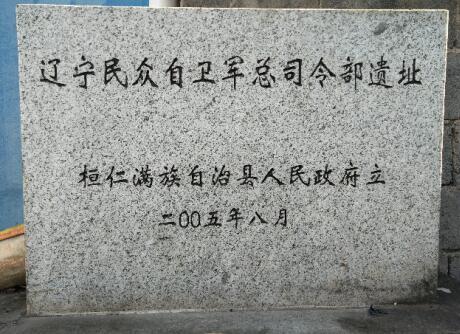 辽宁民众自卫军总司令部遗址
桓仁满族自治县人民政府立
二00五年八月